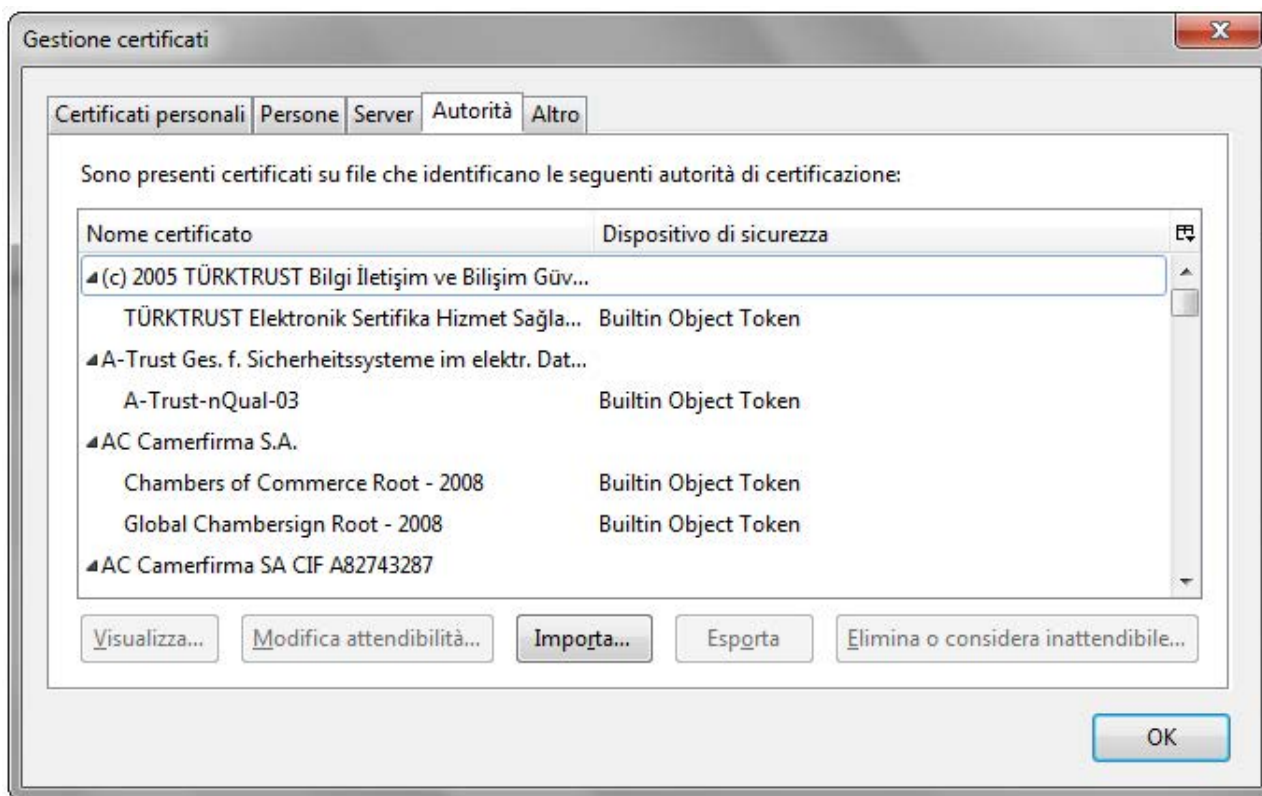 Gestione certificati
Certificati personali Persone Server Autorità Altro
Sono presenti certificati su file che identificano le seguenti autorità di certificazione:
Nome certificato Dispositivo di sicurezza
(c) 2005 TÜRKTRUST Bilgi İletişim ve Bilişim Güv...
TÜRKTRUST Elektronik Sertifika Hizmet Sağla... Builtin Object Token
A-Trust Ges. f. Sicherheitssysteme im elektr. Dat...
A-Trust-nQual-03 Builtin Object Token
AC Camerfirma S.A.
Chambers of Commerce Root - 2008 Builtin Object Token
Global Chambersign Root - 2008 Builtin Object Token
AC Camerfirma SA CIF A82743287
Visualizza... Modifica attendibilità... Importa... Esporta Elimina o considera inattendibile...
OK